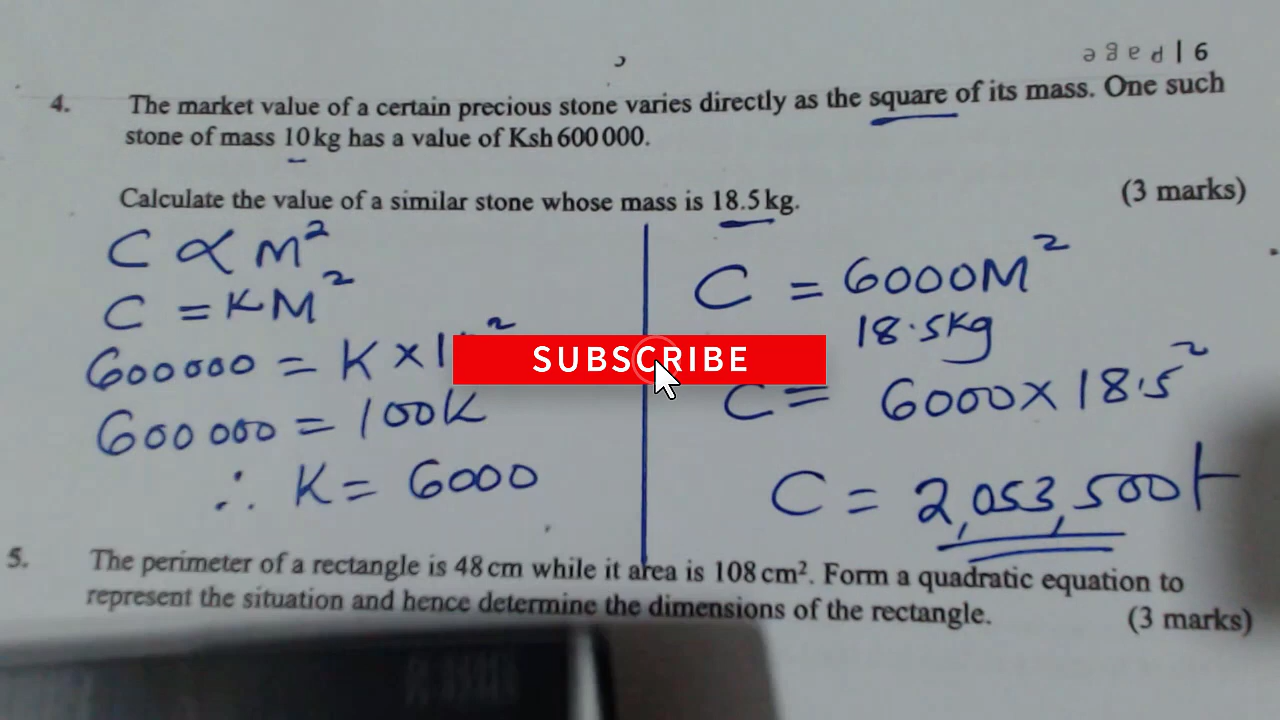 page | 6
4. The market value of a certain precious stone varies directly as the square of its mass. One such
stone of mass 10 kg has a value of Ksh 600 000.
Calculate the value of a similar stone whose mass is 18.5 kg. (3 marks)
C ∝ M²
C = KM²
600000 = K × 1 ²
600 000 = 100K
∴ K = 6000
C = 6000M²
18.5kg
C = 6000 × 18.5²
C = 2,053,500
SUBSCRIBE
5. The perimeter of a rectangle is 48 cm while it area is 108 cm². Form a quadratic equation to
represent the situation and hence determine the dimensions of the rectangle. (3 marks)